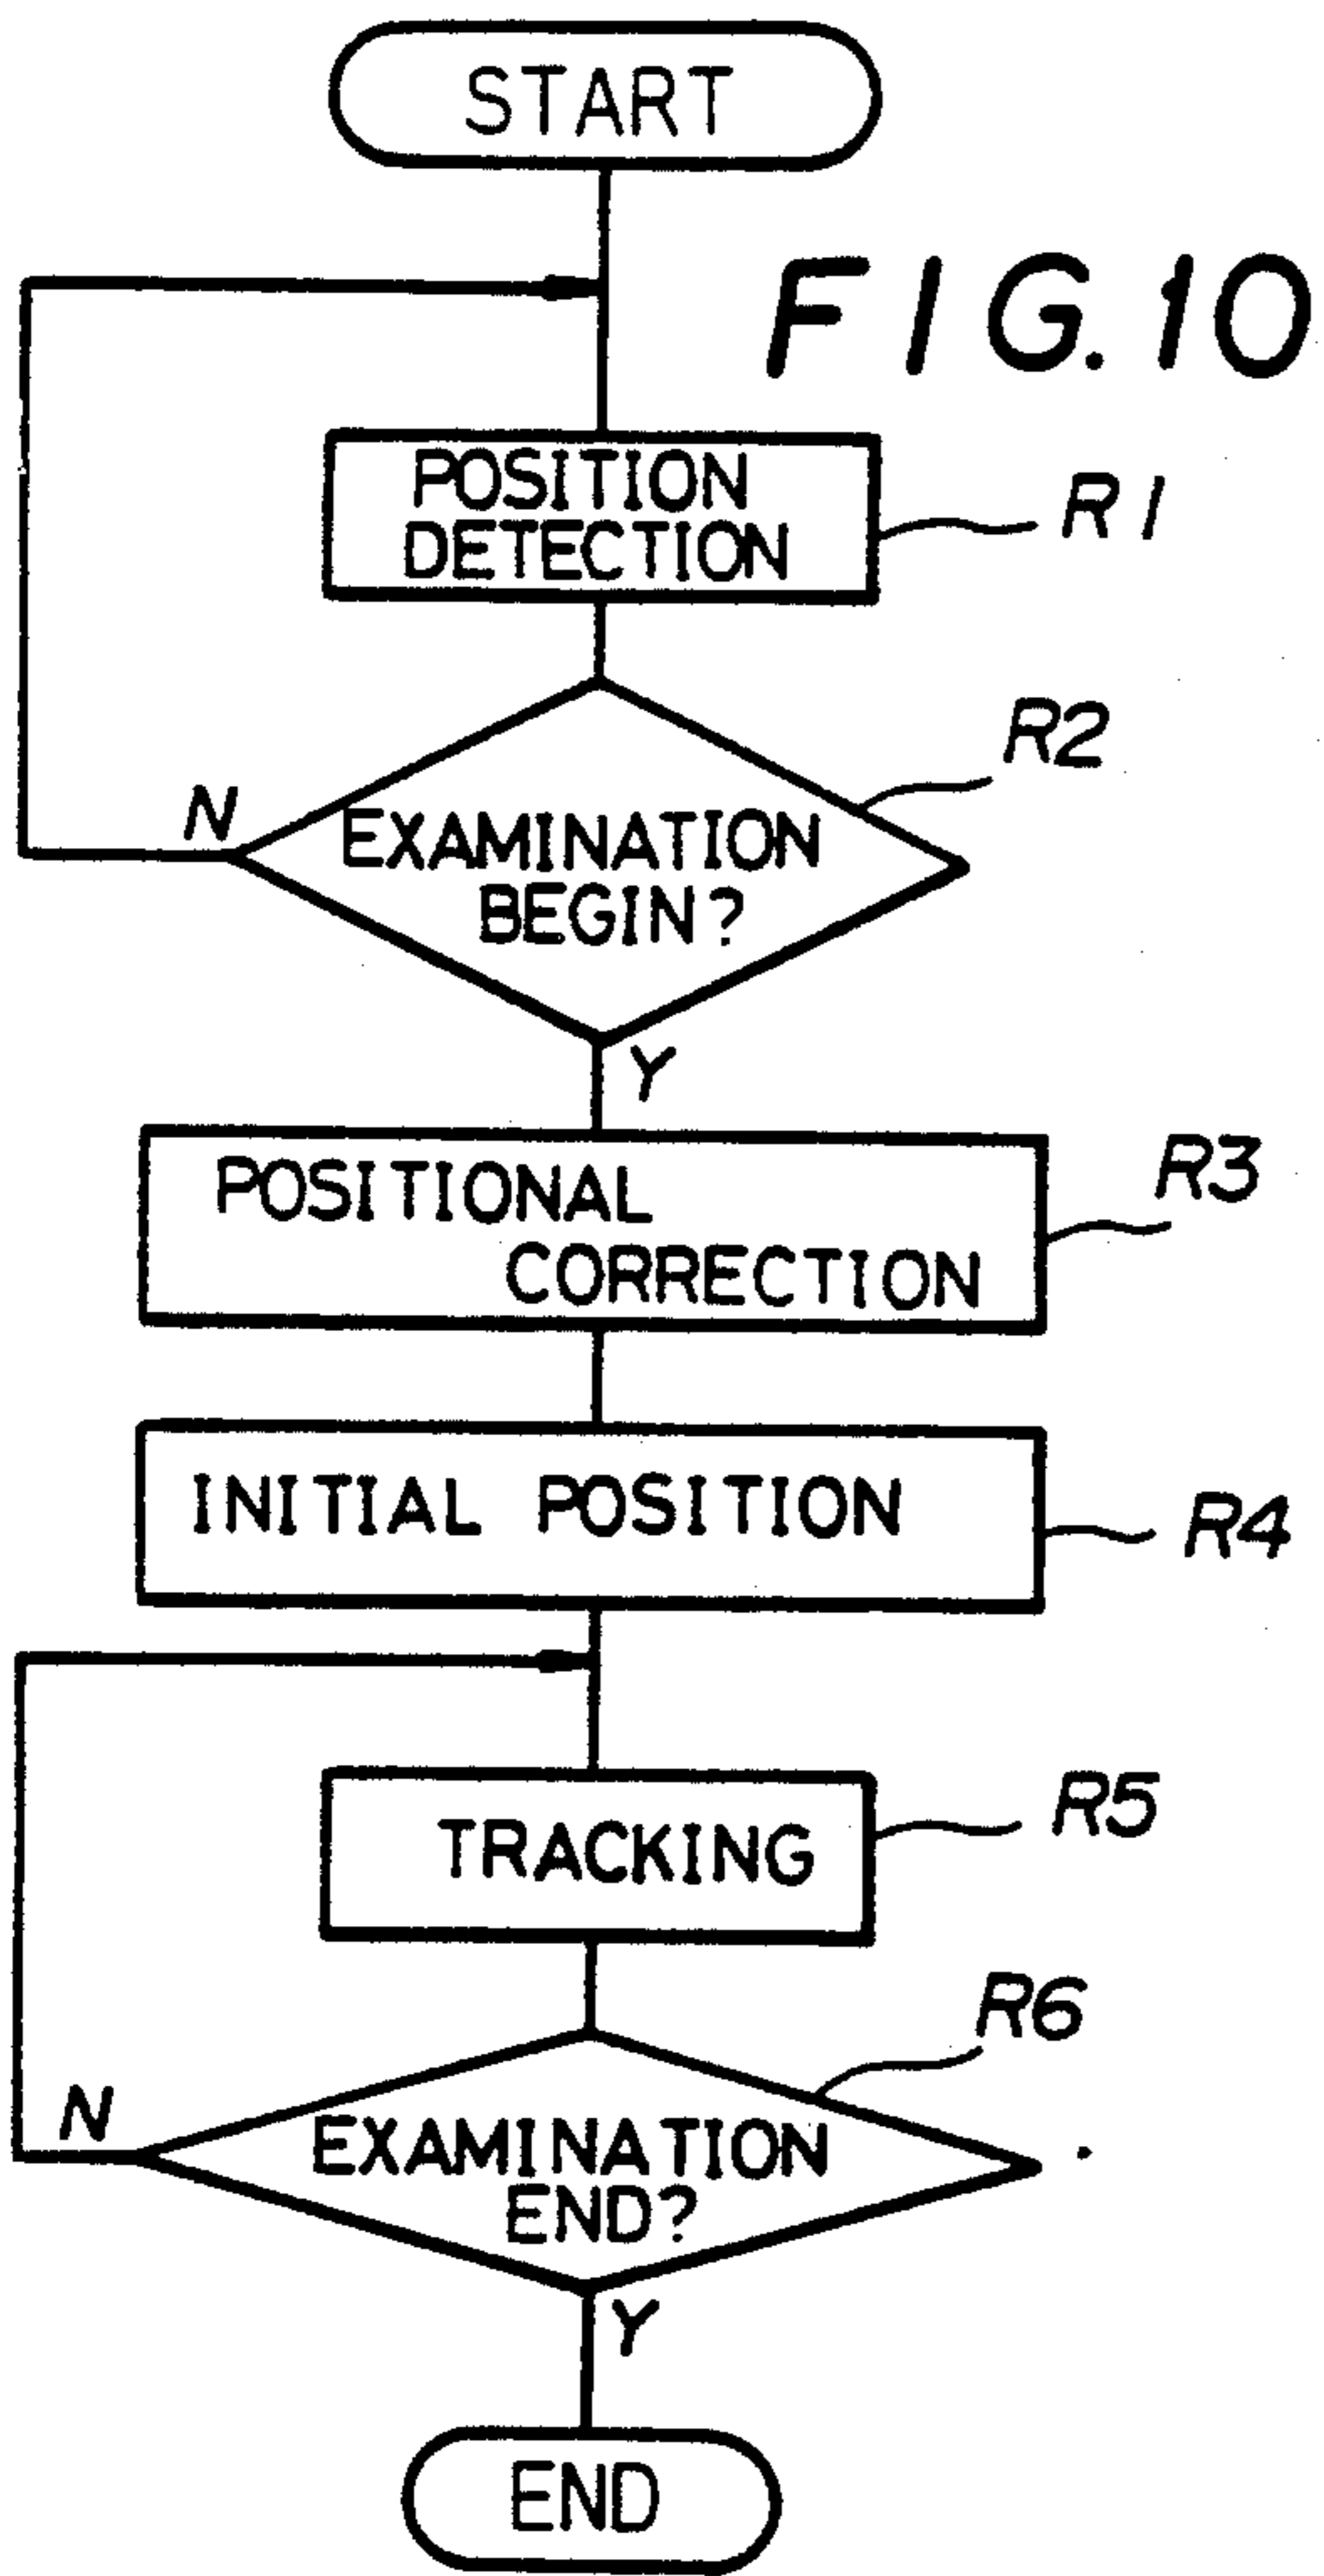 START
FIG.10
POSITION
DETECTION
R1
R2
N
EXAMINATION
BEGIN?
Y
POSITIONAL
CORRECTION
R3
INITIAL POSITION
R4
TRACKING
R5
R6
N
EXAMINATION
END?
Y
END